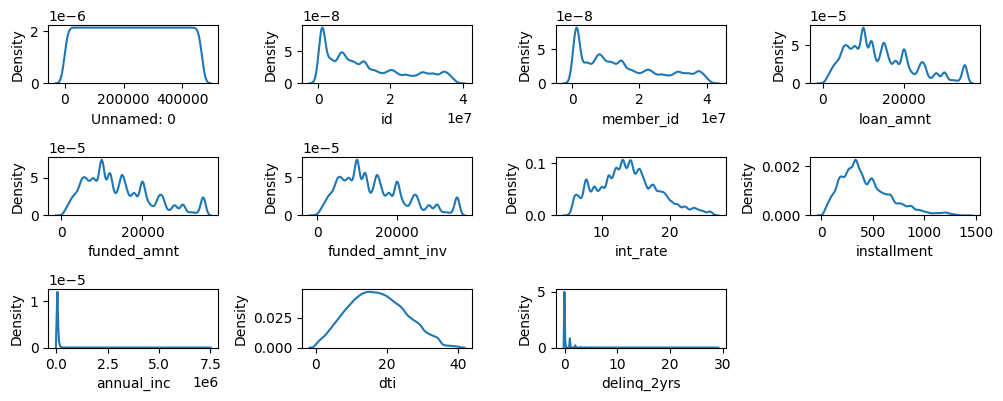 1e−6
1e−8
1e−8
1e−5
Density
2
0
0
200000
400000
Unnamed: 0
Density
5
0
0
2
4
1e7
id
Density
5
0
0
2
4
1e7
member_id
Density
5
0
0
20000
loan_amnt
1e−5
1e−5
Density
5
0
0
20000
funded_amnt
Density
5
0
0
20000
funded_amnt_inv
Density
0.1
0.0
10
20
int_rate
Density
0.002
0.000
0
500
1000
1500
installment
1e−5
Density
1
0
0.0
2.5
5.0
7.5
1e6
annual_inc
Density
0.025
0.000
0
20
40
dti
Density
5
0
0
10
20
30
delinq_2yrs